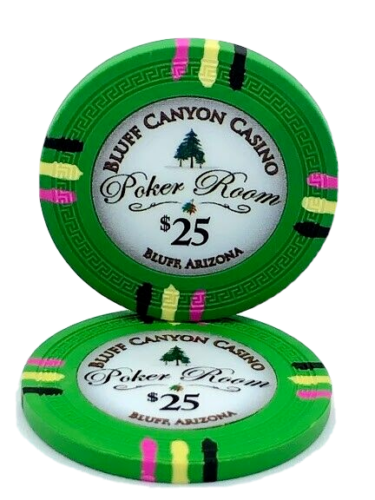 BLUFF CANYON CASINO
Poker Room
$25
BLUFF, ARIZONA
BLUFF CANYON CASINO
Poker Room
$25
BLUFF, ARIZONA